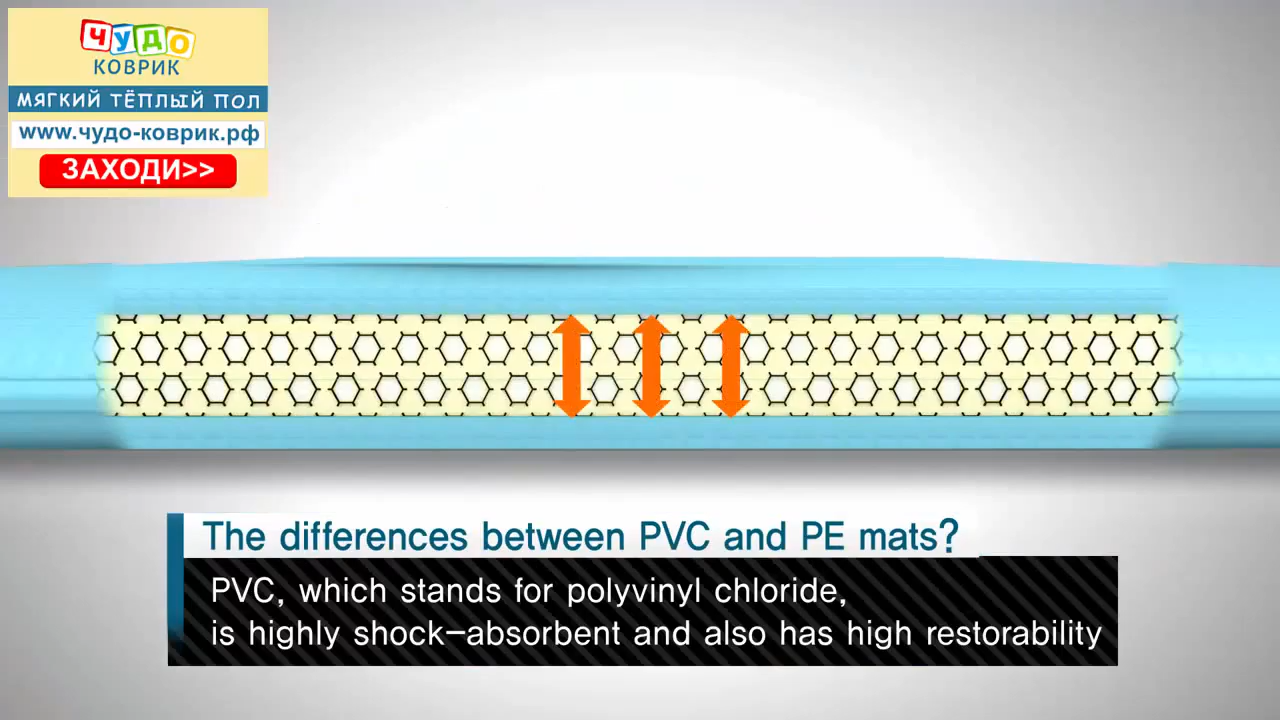 ЧУДО
КОВРИК
МЯГКИЙ ТЁПЛЫЙ ПОЛ
www.чудо-коврик.рф
ЗАХОДИ>>
The differences between PVC and PE mats?
PVC, which stands for polyvinyl chloride,
is highly shock-absorbent and also has high restorability